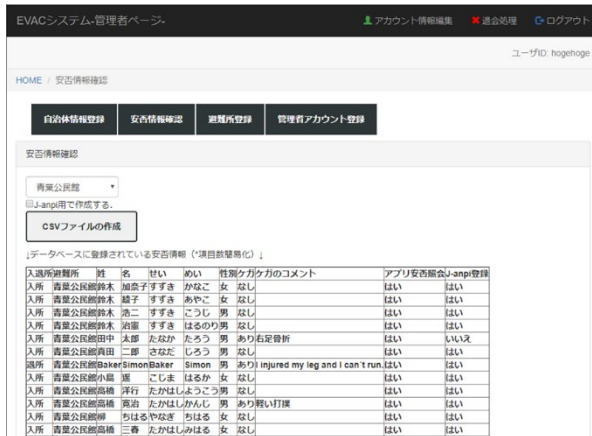 EVACシステム-管理者ページ- アカウント情報編集 退会処理 ログアウト
ユーザID: hogehoge
HOME / 安否情報確認
自治体情報登録 安否情報確認 避難所登録 管理者アカウント登録
安否情報確認
青葉公民館
J-anpi用で作成する.
CSVファイルの作成
↓データベースに登録されている安否情報（*項目数簡易化）↓
入退所 避難所 姓 名 せい めい 性別 ケガ ケガのコメント アプリ安否照会 J-anpi登録
入所 青葉公民館 鈴木 加奈子 すずき かなこ 女 なし はい はい
入所 青葉公民館 鈴木 綾子 すずき あやこ 女 なし はい はい
入所 青葉公民館 鈴木 浩二 すずき こうじ 男 なし はい はい
入所 青葉公民館 鈴木 治憲 すずき はるのり 男 なし はい はい
入所 青葉公民館 田中 太郎 たなか たろう 男 あり 右足骨折 はい いいえ
入所 青葉公民館 真田 二郎 さなだ じろう 男 なし はい はい
退所 青葉公民館 Baker Simon Baker Simon 男 あり I injured my leg and I can't run. はい はい
入所 青葉公民館 小島 遥 こじま はるか 女 なし はい はい
入所 青葉公民館 高橋 洋行 たかはし ようこう 男 なし はい はい
入所 青葉公民館 高橋 寛治 たかはし かんじ 男 あり 軽い打撲 はい はい
入所 青葉公民館 柳 ちはる やなぎ ちはる 女 なし はい はい
入所 青葉公民館 高橋 三春 たかはし みはる 女 なし はい はい